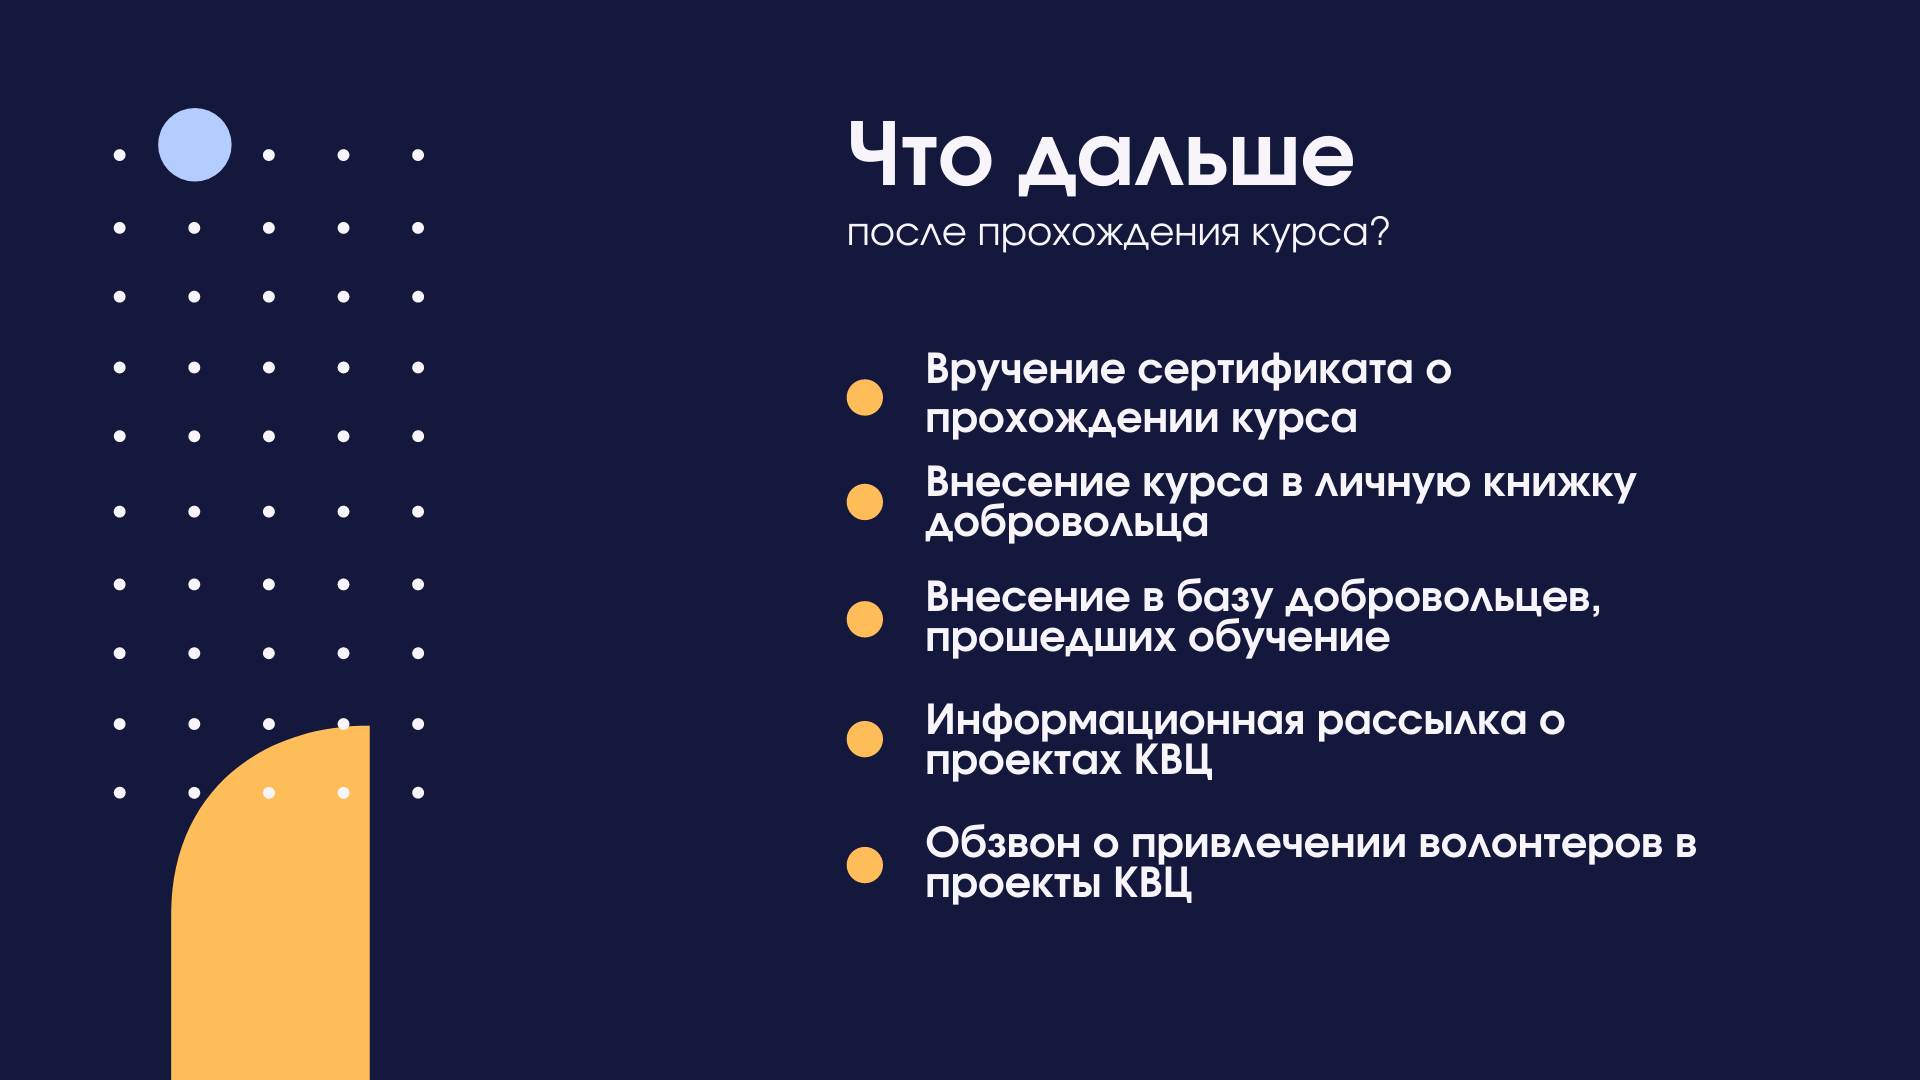 Что дальше
после прохождения курса?
Вручение сертификата о
прохождении курса
Внесение курса в личную книжку
добровольца
Внесение в базу добровольцев,
прошедших обучение
Информационная рассылка о
проектах КВЦ
Обзвон о привлечении волонтеров в
проекты КВЦ